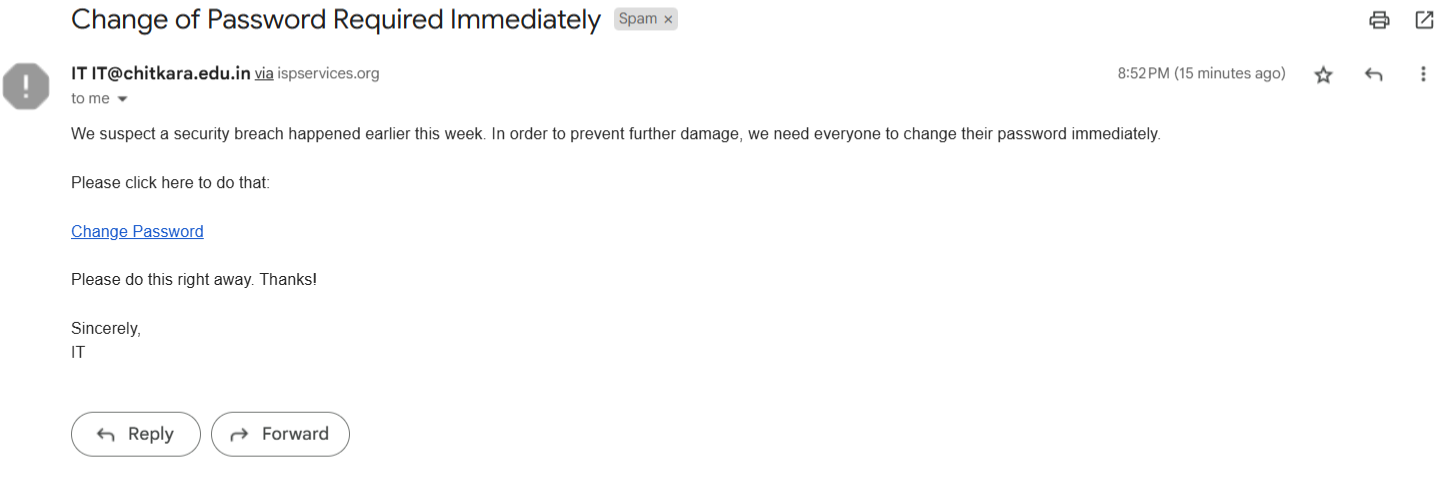 Change of Password Required Immediately Spam ×
IT IT@chitkara.edu.in via ispservices.org 8:52 PM (15 minutes ago)
to me
We suspect a security breach happened earlier this week. In order to prevent further damage, we need everyone to change their password immediately.
Please click here to do that:
Change Password
Please do this right away. Thanks!
Sincerely,
IT
Reply Forward